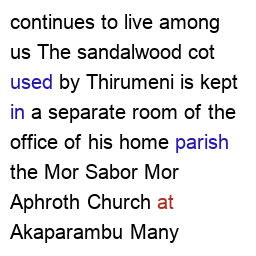 continues to live among
us The sandalwood cot
used by Thirumeni is kept
in a separate room of the
office of his home parish
the Mor Sabor Mor
Aphroth Church at
Akaparambu Many